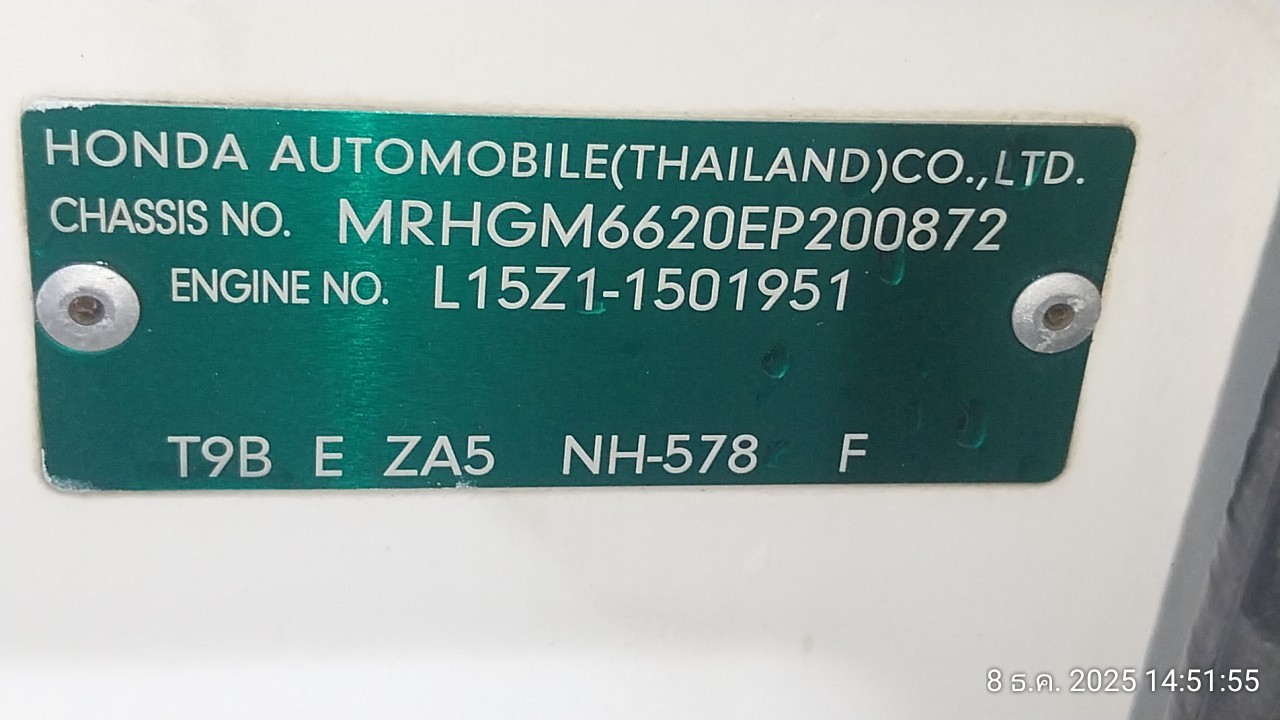 HONDA AUTOMOBILE(THAILAND)CO.,LTD.
CHASSIS NO. MRHGM6620EP200872
ENGINE NO. L15Z1-1501951
T9B E ZA5 NH-578 F
8 ธ.ค. 2025 14:51:55